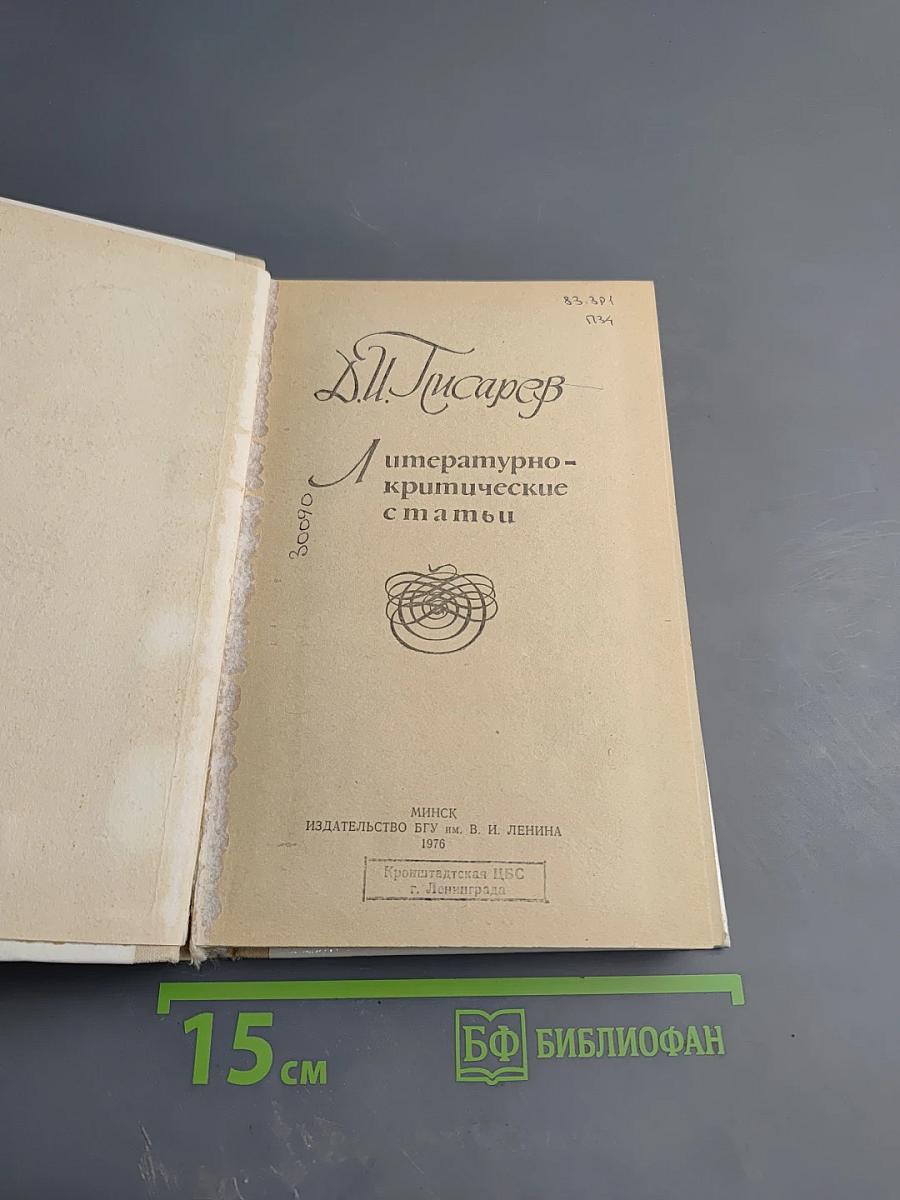 83.3Р1
П34
Д.И. Писарев
Литературно-
критические
статьи
30090
МИНСК
ИЗДАТЕЛЬСТВО БГУ им. В. И. ЛЕНИНА
1976
Кронштадтская ЦБС
г. Ленинграда
15 см
БФ БИБЛИОФАН